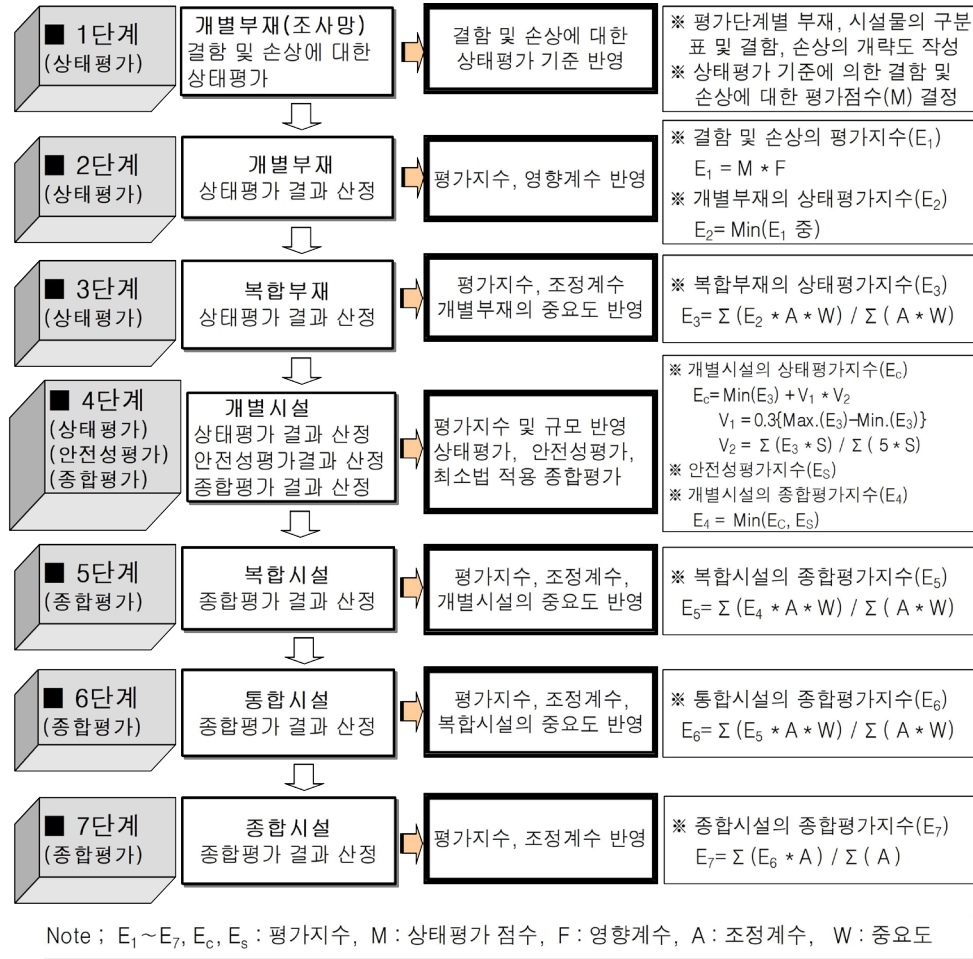 ■ 1단계
(상태평가)
개별부재(조사망)
결함 및 손상에 대한
상태평가
결함 및 손상에 대한
상태평가 기준 반영
※ 평가단계별 부재, 시설물의 구분
표 및 결함, 손상의 개략도 작성
※ 상태평가 기준에 의한 결함 및
손상에 대한 평가점수(M) 결정
■ 2단계
(상태평가)
개별부재
상태평가 결과 산정
평가지수, 영향계수 반영
※ 결함 및 손상의 평가지수(E₁)
E₁ = M * F
※ 개별부재의 상태평가지수(E₂)
E₂= Min(E₁ 중)
■ 3단계
(상태평가)
복합부재
상태평가 결과 산정
평가지수, 조정계수
개별부재의 중요도 반영
※ 복합부재의 상태평가지수(E₃)
E₃= Σ (E₂ * A * W) / Σ ( A * W)
■ 4단계
(상태평가)
(안전성평가)
(종합평가)
개별시설
상태평가 결과 산정
안전성평가결과 산정
종합평가 결과 산정
평가지수 및 규모 반영
상태평가, 안전성평가,
최소법 적용 종합평가
※ 개별시설의 상태평가지수(E_c)
E_c= Min(E₃) + V₁ * V₂
V₁ = 0.3{Max.(E₃)-Min.(E₃)}
V₂ = Σ (E₃ * S) / Σ ( 5 * S)
※ 안전성평가지수(E_S)
※ 개별시설의 종합평가지수(E₄)
E₄ = Min(E_C, E_S)
■ 5단계
(종합평가)
복합시설
종합평가 결과 산정
평가지수, 조정계수,
개별시설의 중요도 반영
※ 복합시설의 종합평가지수(E₅)
E₅= Σ (E₄ * A * W) / Σ ( A * W)
■ 6단계
(종합평가)
통합시설
종합평가 결과 산정
평가지수, 조정계수,
복합시설의 중요도 반영
※ 통합시설의 종합평가지수(E₆)
E₆= Σ (E₅ * A * W) / Σ ( A * W)
■ 7단계
(종합평가)
종합시설
종합평가 결과 산정
평가지수, 조정계수 반영
※ 종합시설의 종합평가지수(E₇)
E₇= Σ (E₆ * A) / Σ (A)
Note ; E₁~E₇, E_c, E_s : 평가지수, M : 상태평가 점수, F : 영향계수, A : 조정계수, W : 중요도